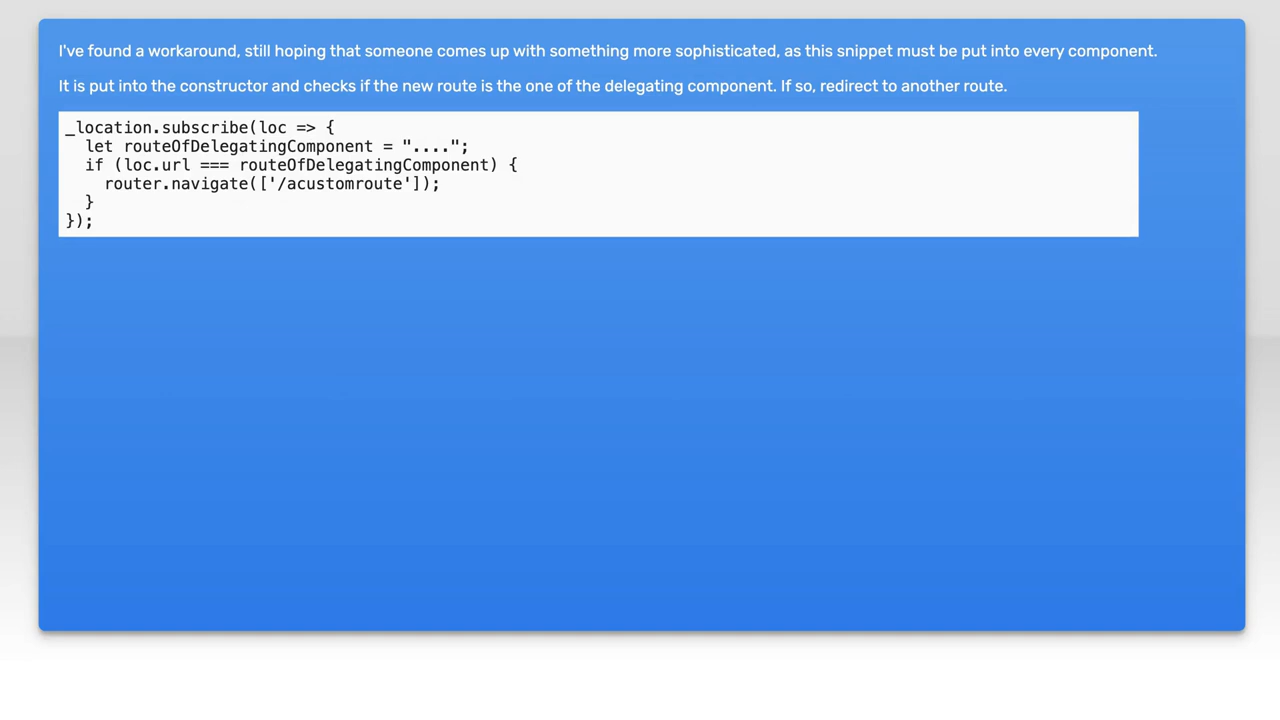 I've found a workaround, still hoping that someone comes up with something more sophisticated, as this snippet must be put into every component.
It is put into the constructor and checks if the new route is the one of the delegating component. If so, redirect to another route.
_location.subscribe(loc => {
  let routeOfDelegatingComponent = "....";
  if (loc.url === routeOfDelegatingComponent) {
    router.navigate(['/acustomroute']);
  }
});